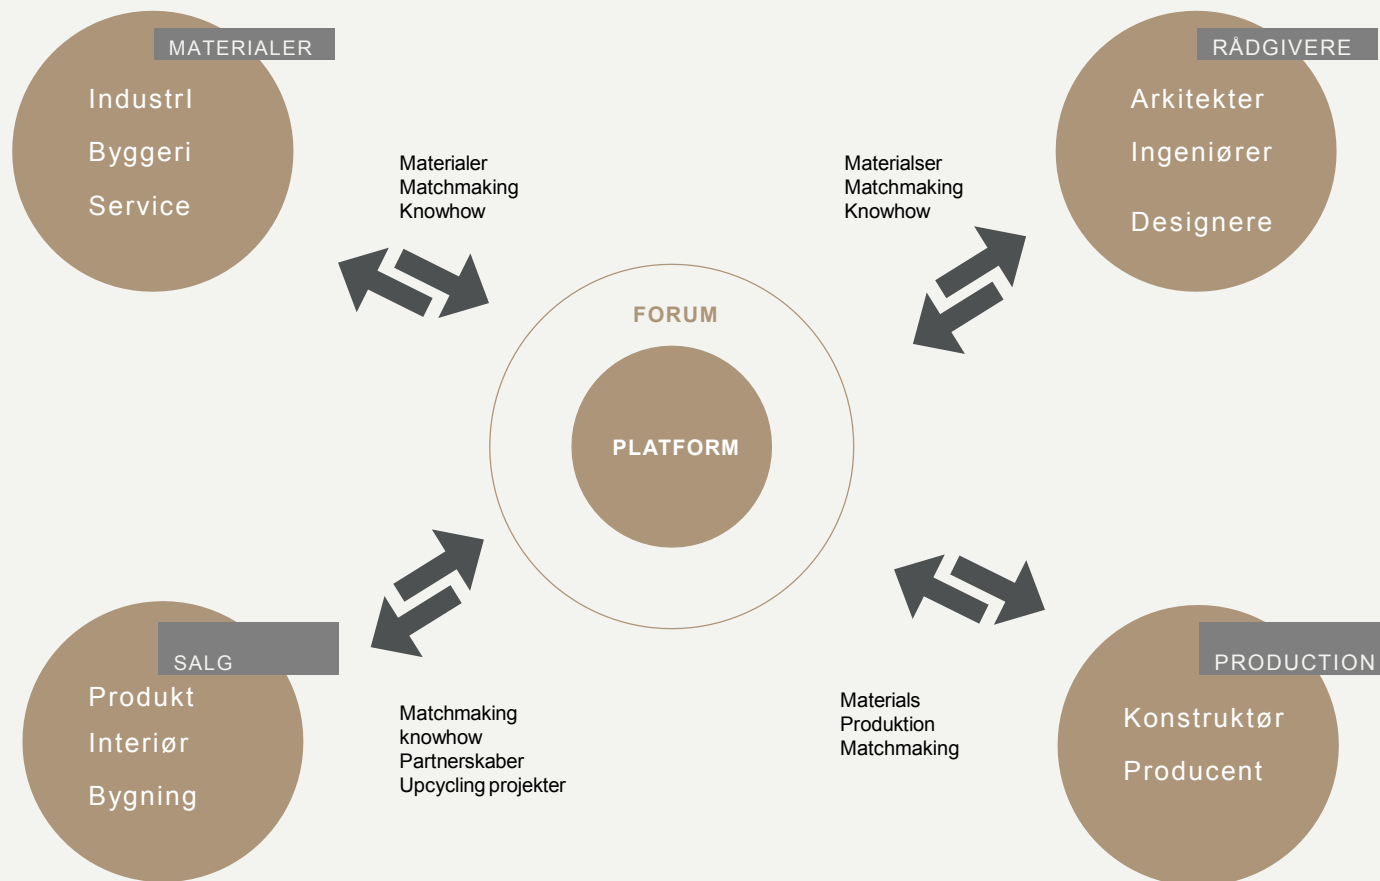 MATERIALER
Industrl
Byggeri
Service
Materialer
Matchmaking
Knowhow
Materialser
Matchmaking
Knowhow
RÅDGIVERE
Arkitekter
Ingeniører
Designere
FORUM
PLATFORM
SALG
Produkt
Interiør
Bygning
Matchmaking
knowhow
Partnerskaber
Upcycling projekter
Materials
Produktion
Matchmaking
PRODUCTION
Konstruktør
Producent